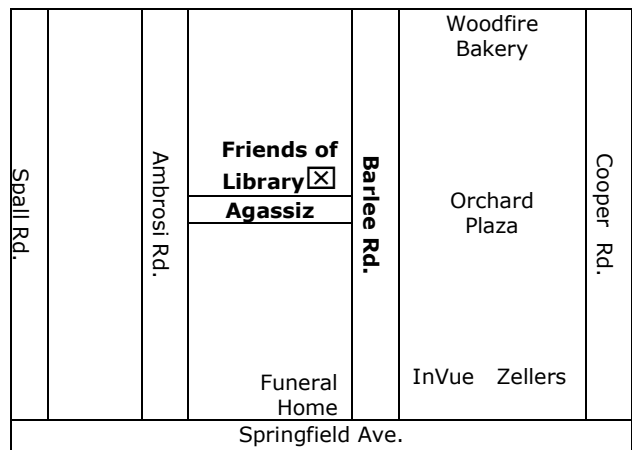 Woodfire
Bakery
Friends of
Library
Agassiz
Spall Rd.
Ambrosi Rd.
Barlee Rd.
Orchard
Plaza
Cooper Rd.
Funeral
Home
InVue Zellers
Springfield Ave.